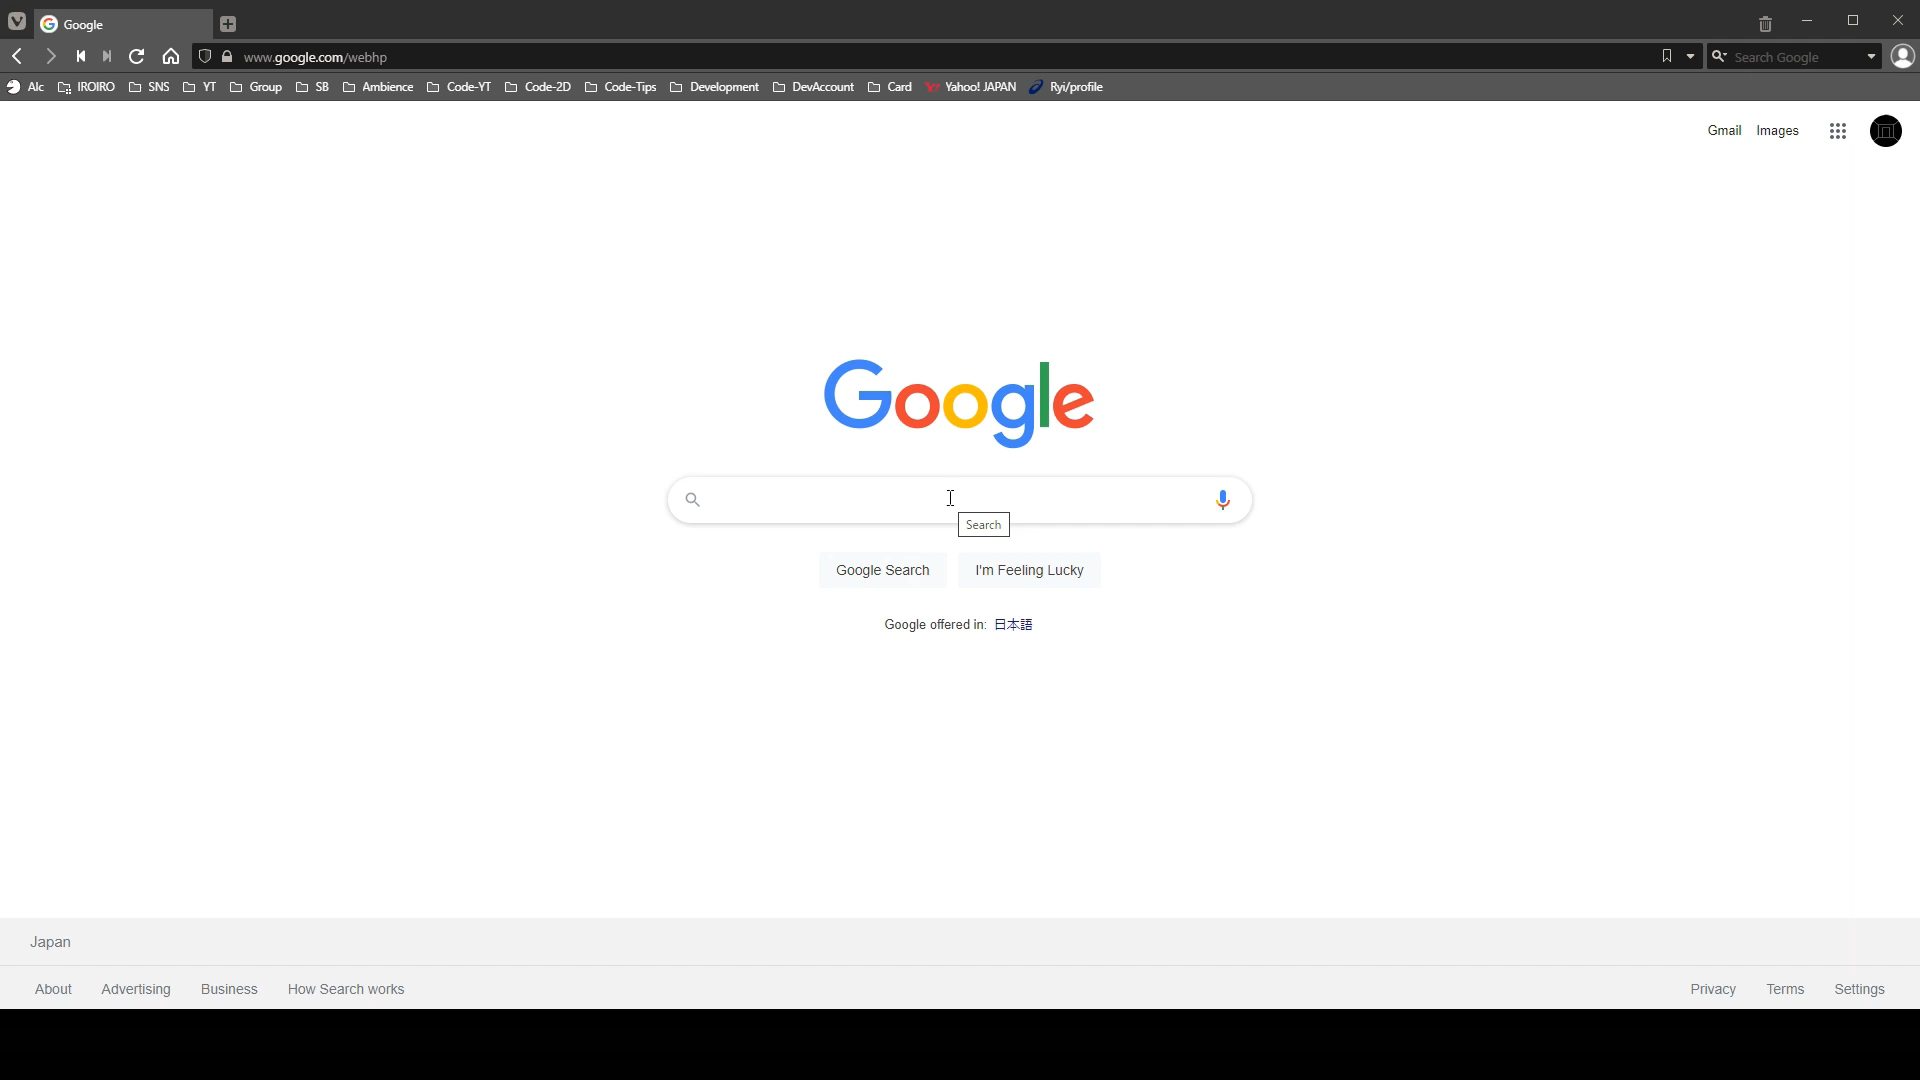 Google
www.google.com/webhp
Search Google
Alc IROIRO SNS YT Group SB Ambience Code-YT Code-2D Code-Tips Development DevAccount Card Yahoo! JAPAN Ryi/profile
Gmail Images
Google
Search
Google Search I'm Feeling Lucky
Google offered in: 日本語
Japan
About Advertising Business How Search works Privacy Terms Settings